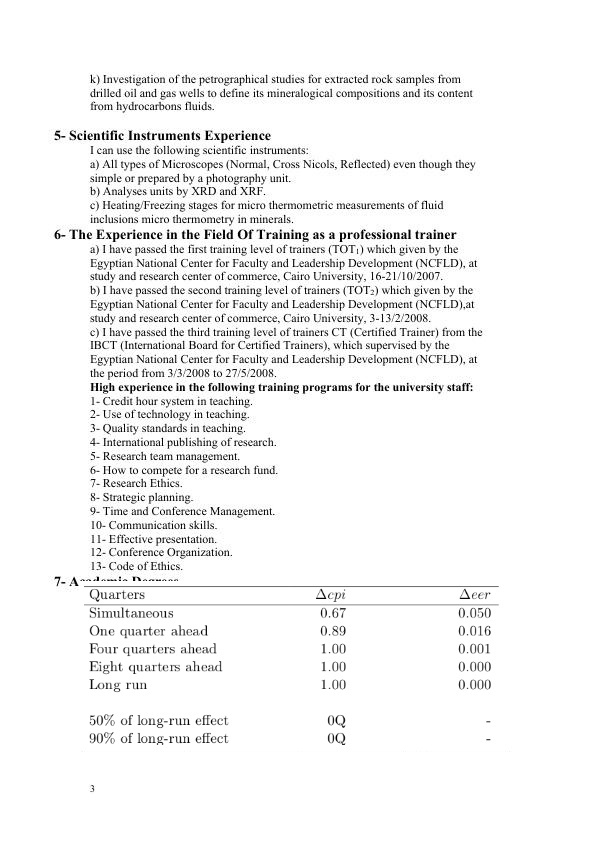 k) Investigation of the petrographical studies for extracted rock samples from
drilled oil and gas wells to define its mineralogical compositions and its content
from hydrocarbons fluids.
5- Scientific Instruments Experience
I can use the following scientific instruments:
a) All types of Microscopes (Normal, Cross Nicols, Reflected) even though they
simple or prepared by a photography unit.
b) Analyses units by XRD and XRF.
c) Heating/Freezing stages for micro thermometric measurements of fluid
inclusions micro thermometry in minerals.
6- The Experience in the Field Of Training as a professional trainer
a) I have passed the first training level of trainers (TOT₁) which given by the
Egyptian National Center for Faculty and Leadership Development (NCFLD), at
study and research center of commerce, Cairo University, 16-21/10/2007.
b) I have passed the second training level of trainers (TOT₂) which given by the
Egyptian National Center for Faculty and Leadership Development (NCFLD),at
study and research center of commerce, Cairo University, 3-13/2/2008.
c) I have passed the third training level of trainers CT (Certified Trainer) from the
IBCT (International Board for Certified Trainers), which supervised by the
Egyptian National Center for Faculty and Leadership Development (NCFLD), at
the period from 3/3/2008 to 27/5/2008.
High experience in the following training programs for the university staff:
1- Credit hour system in teaching.
2- Use of technology in teaching.
3- Quality standards in teaching.
4- International publishing of research.
5- Research team management.
6- How to compete for a research fund.
7- Research Ethics.
8- Strategic planning.
9- Time and Conference Management.
10- Communication skills.
11- Effective presentation.
12- Conference Organization.
13- Code of Ethics.
7-
Quarters Δcpi Δeer
Simultaneous 0.67 0.050
One quarter ahead 0.89 0.016
Four quarters ahead 1.00 0.001
Eight quarters ahead 1.00 0.000
Long run 1.00 0.000
50% of long-run effect 0Q -
90% of long-run effect 0Q -
3